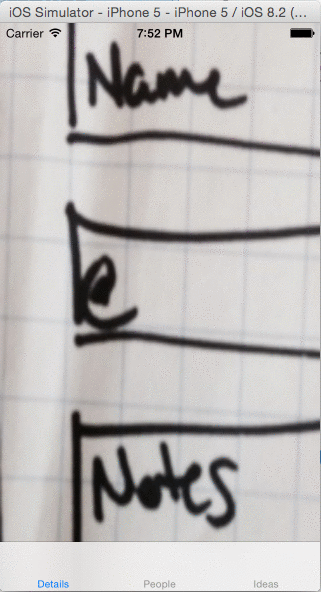 iOS Simulator - iPhone 5 - iPhone 5 / iOS 8.2 (...
Carrier 7:52 PM
Name
e
Notes
Details People Ideas